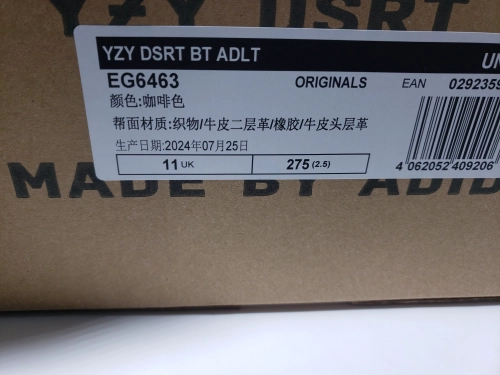 YZY DSRT
YZY DSRT BT ADLT
UN
EG6463
ORIGINALS
EAN
0292359
颜色:咖啡色
帮面材质:织物/牛皮二层革/橡胶/牛皮头层革
生产日期:2024年07月25日
11 UK
275 (2.5)
4 062052 409206
MADE BY ADID